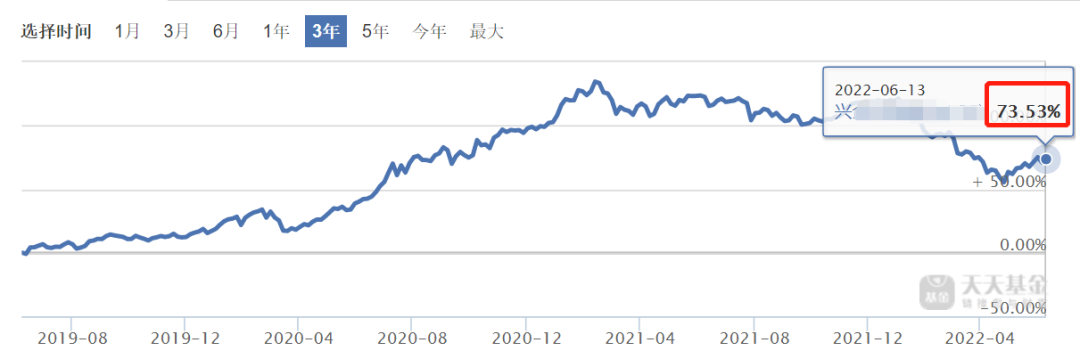 选择时间 1月 3月 6月 1年 3年 5年 今年 最大
2022-06-13
兴 73.53%
+ 50.00%
0.00%
天天基金
基金
-50.00%
2019-08 2019-12 2020-04 2020-08 2020-12 2021-04 2021-08 2021-12 2022-04